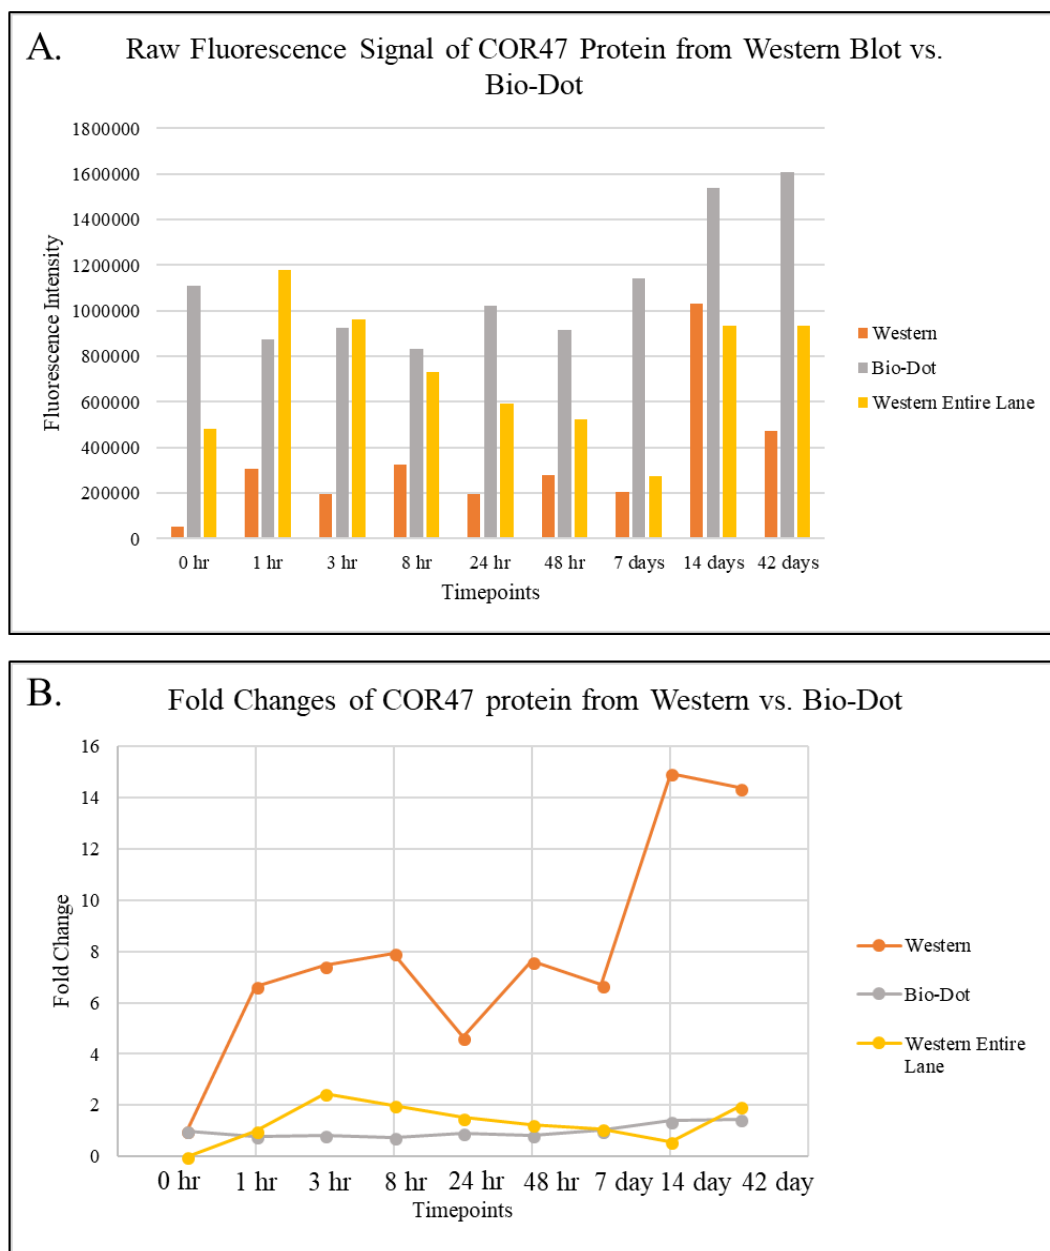 A.
Raw Fluorescence Signal of COR47 Protein from Western Blot vs.
Bio-Dot
1800000
1600000
1400000
1200000
1000000
800000
600000
400000
200000
0
Fluorescence Intensity
0 hr 1 hr 3 hr 8 hr 24 hr 48 hr 7 days 14 days 42 days
Timepoints
Western
Bio-Dot
Western Entire Lane
B.
Fold Changes of COR47 protein from Western vs. Bio-Dot
16
14
12
10
8
6
4
2
0
Fold Change
0 hr 1 hr 3 hr 8 hr 24 hr 48 hr 7 day 14 day 42 day
Timepoints
Western
Bio-Dot
Western Entire
Lane